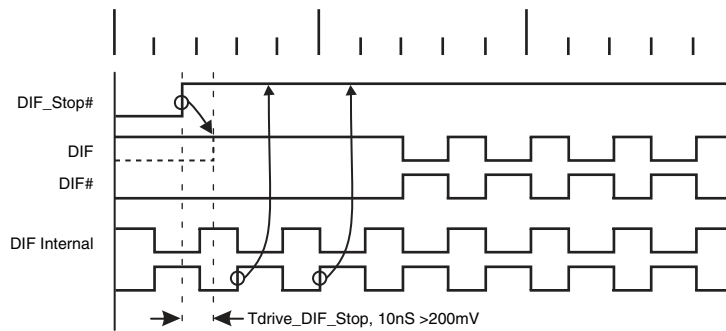 DIF_Stop#
DIF
DIF#
DIF Internal
Tdrive_DIF_Stop, 10nS >200mV